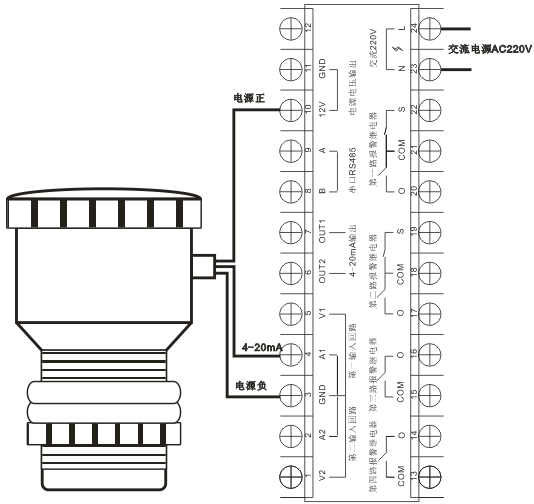 12
11 GND
10 12V
电源电压输出
9 A
8 B
串口RS485
7 OUT1
6 OUT2
4-20mA输出
5 V1
4 A1
第一输入回路
3 GND
2 A2
1 V2
第二输入回路
24 L
23 N
交流220V
22 S
21 COM
20 O
第一路报警继电器
19 S
18 COM
17 O
第二路报警继电器
16 O
15 COM
第三路报警继电器
14 O
13 COM
第四路报警继电器
交流电源AC220V
电源正
4-20mA
电源负